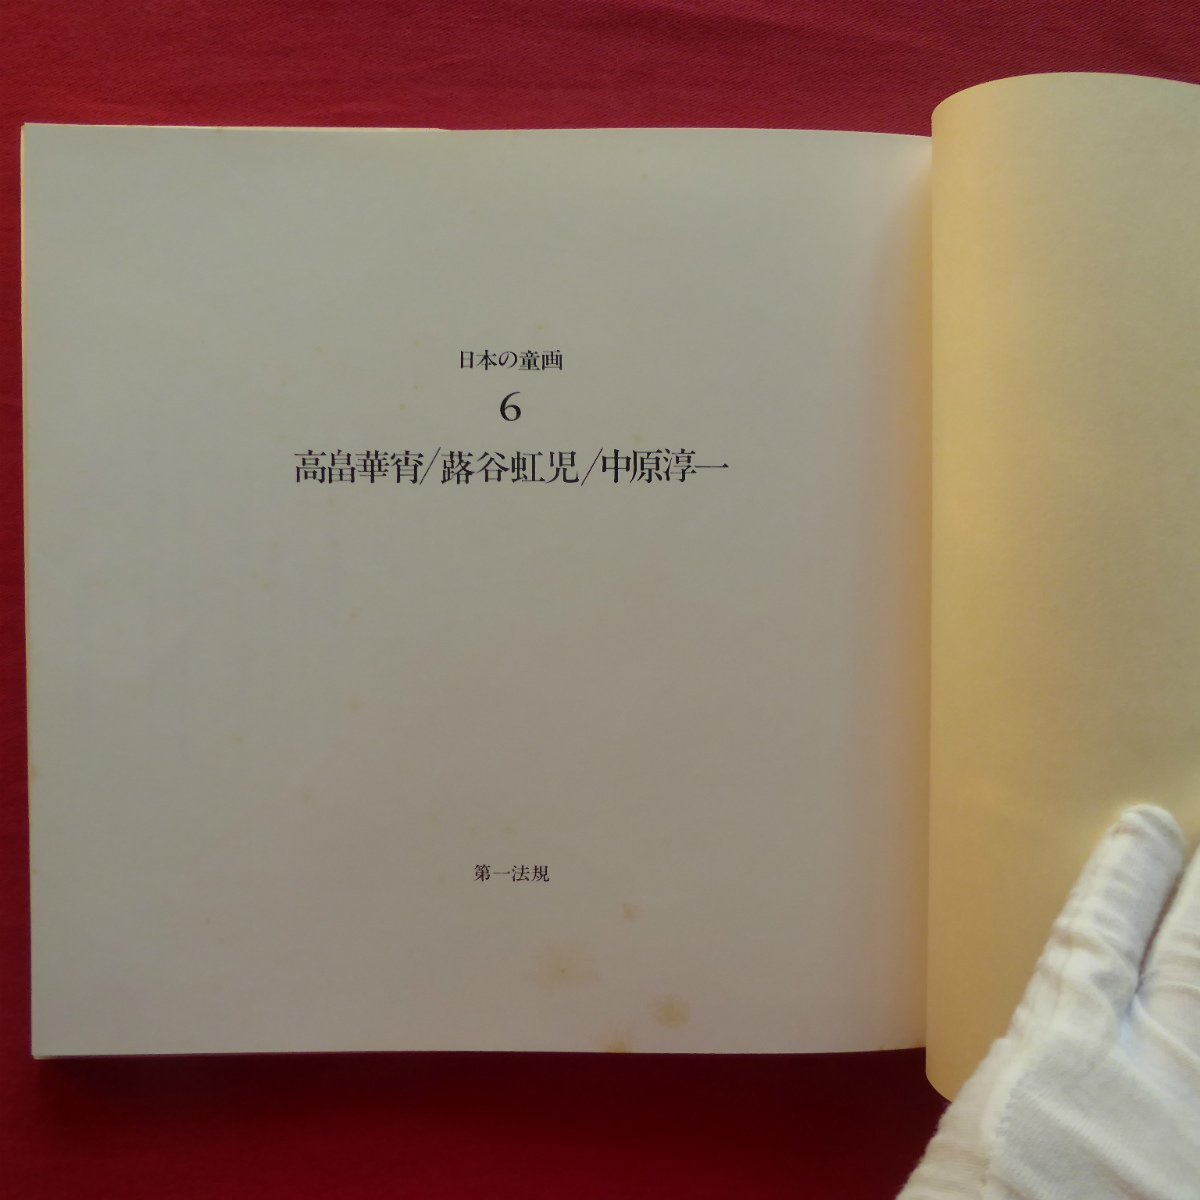 日本の童画
6
高畠華宵/蕗谷虹児/中原淳一
第一法規